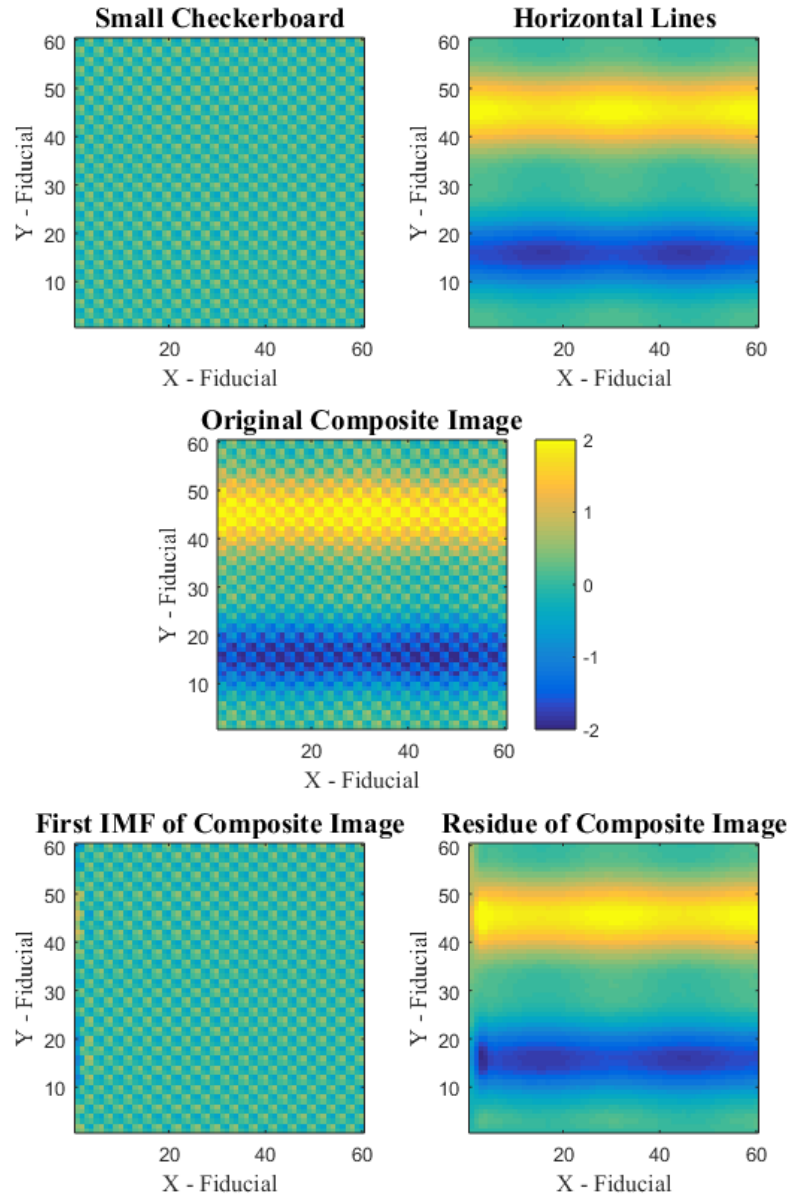 Small Checkerboard
60
50
40
30
20
10
Y - Fiducial
20 40 60
X - Fiducial
Horizontal Lines
60
50
40
30
20
10
Y - Fiducial
20 40 60
X - Fiducial
Original Composite Image
60
50
40
30
20
10
Y - Fiducial
20 40 60
X - Fiducial
2
1
0
-1
-2
First IMF of Composite Image
60
50
40
30
20
10
Y - Fiducial
20 40 60
X - Fiducial
Residue of Composite Image
60
50
40
30
20
10
Y - Fiducial
20 40 60
X - Fiducial